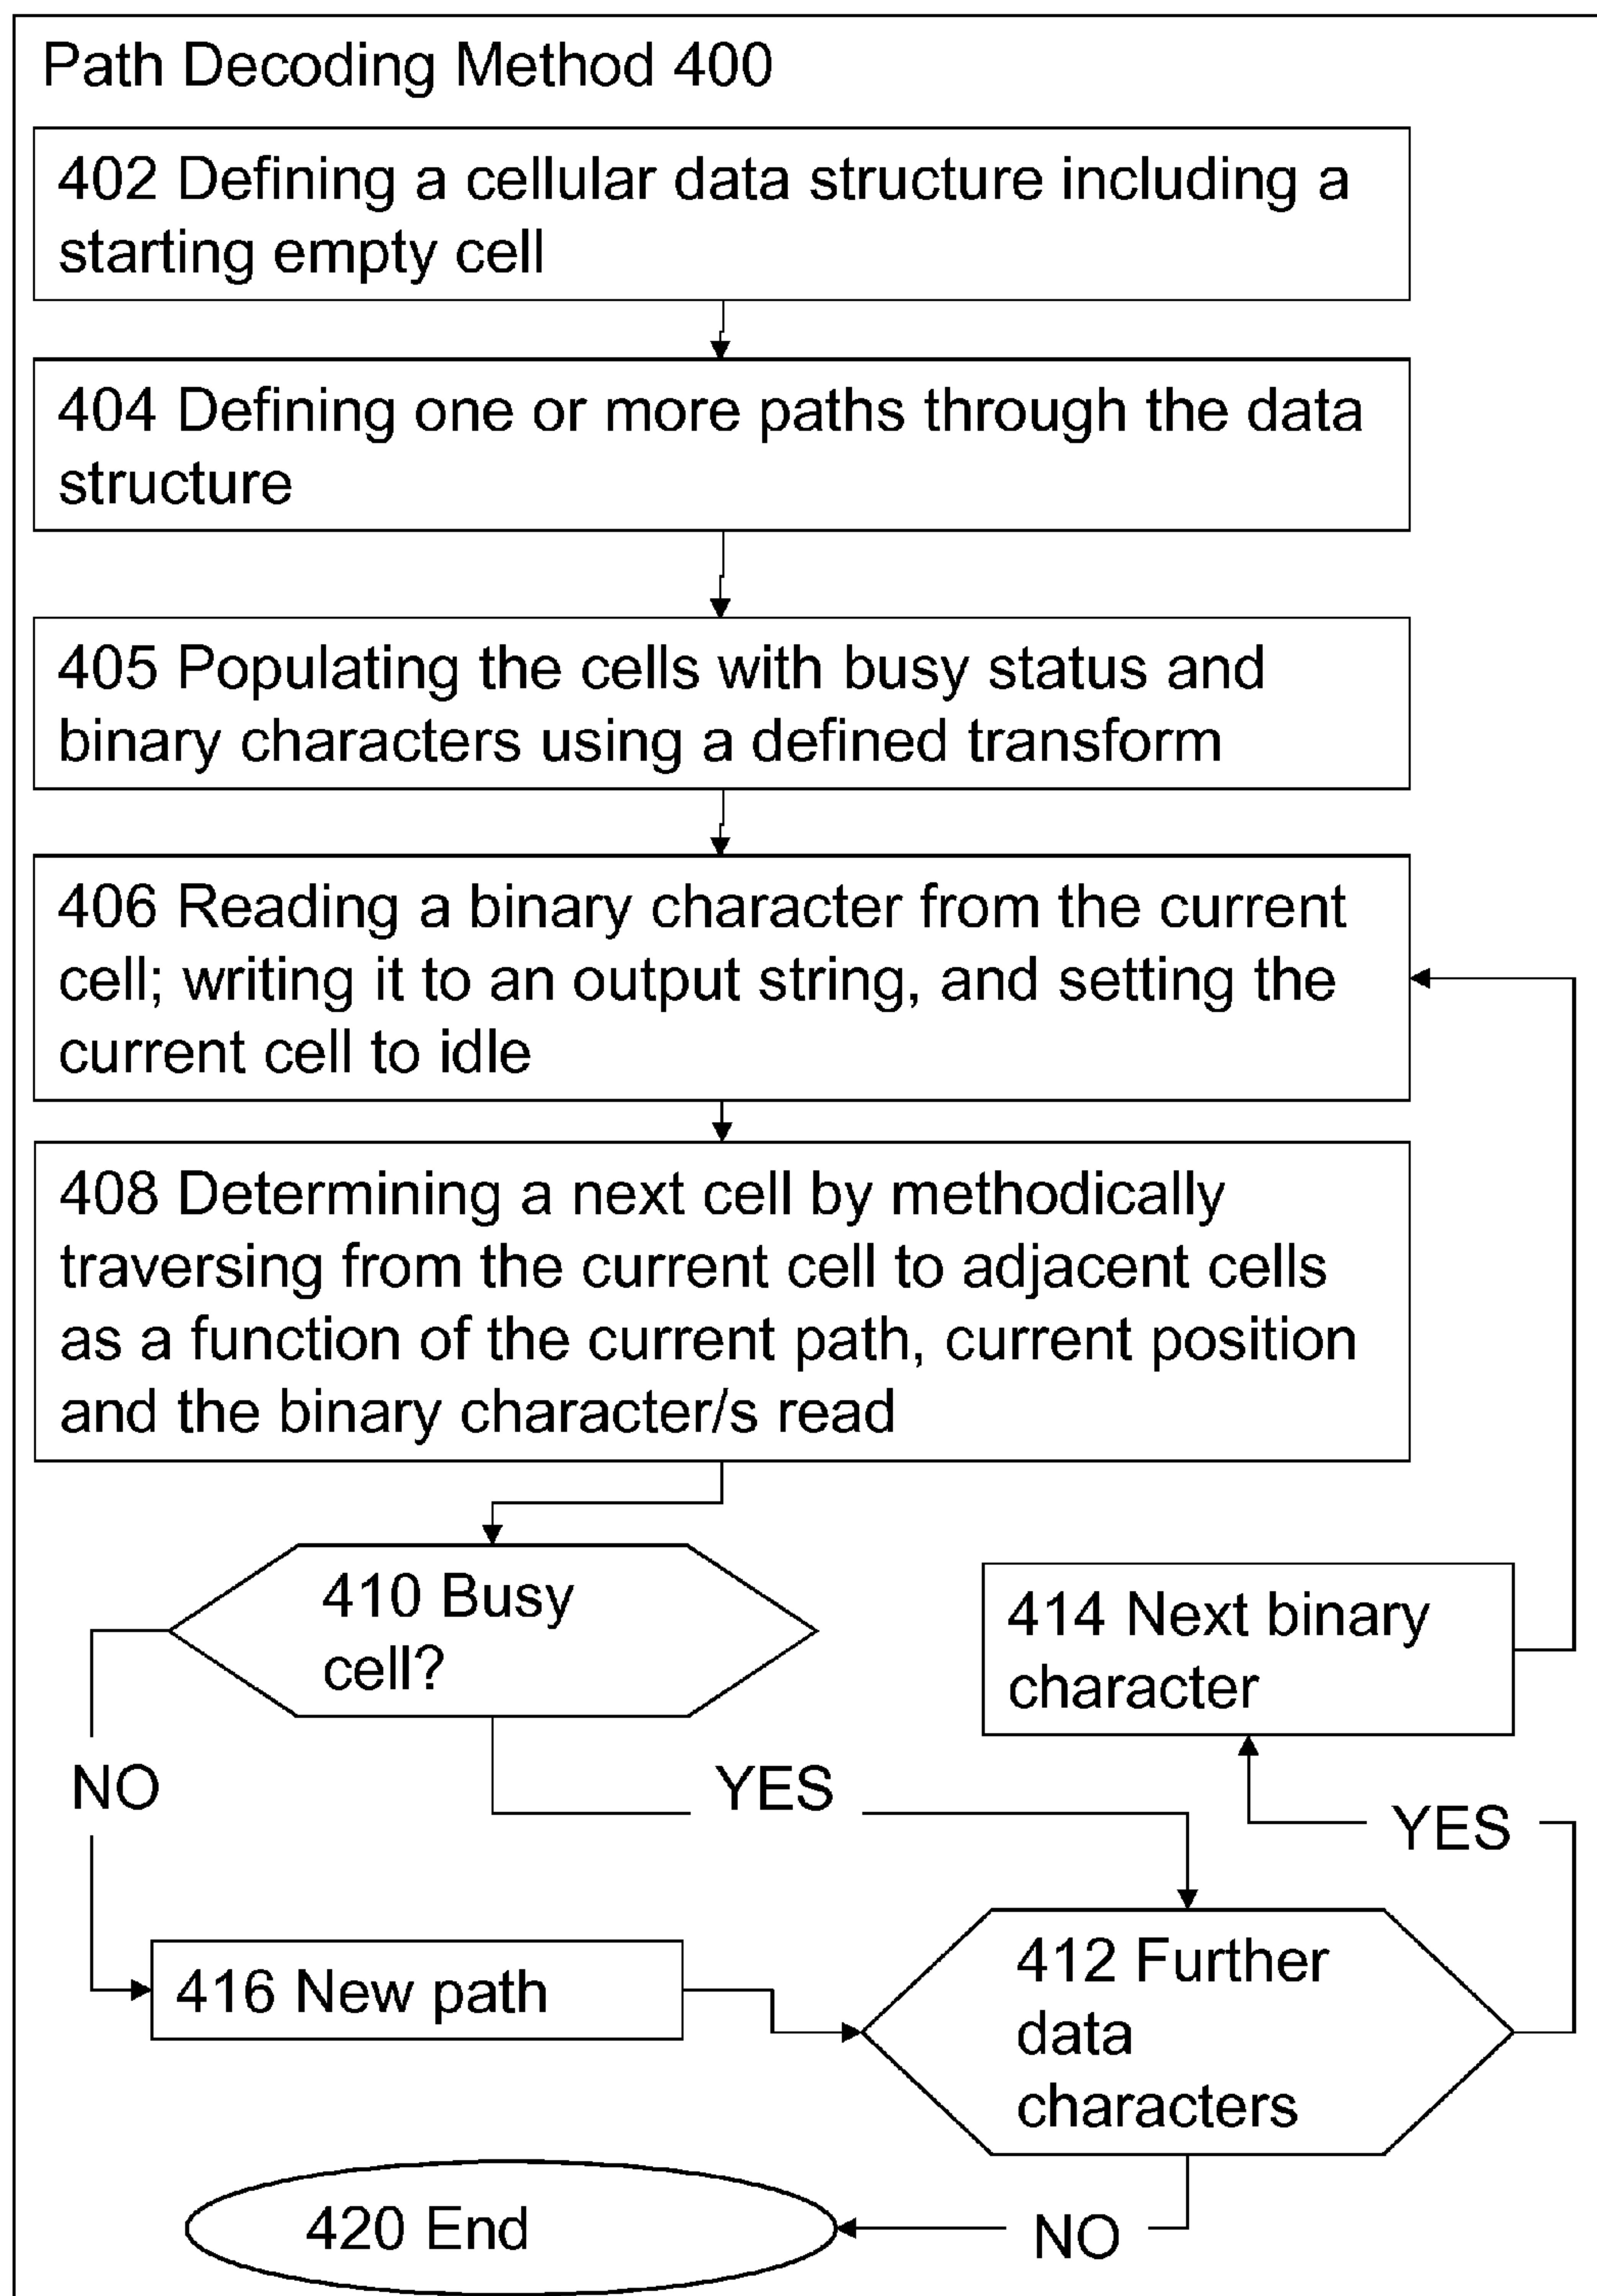 Path Decoding Method 400
402 Defining a cellular data structure including a
starting empty cell
404 Defining one or more paths through the data
structure
405 Populating the cells with busy status and
binary characters using a defined transform
406 Reading a binary character from the current
cell; writing it to an output string, and setting the
current cell to idle
408 Determining a next cell by methodically
traversing from the current cell to adjacent cells
as a function of the current path, current position
and the binary character/s read
410 Busy
cell?
414 Next binary
character
NO
YES
YES
416 New path
412 Further
data
characters
420 End
NO